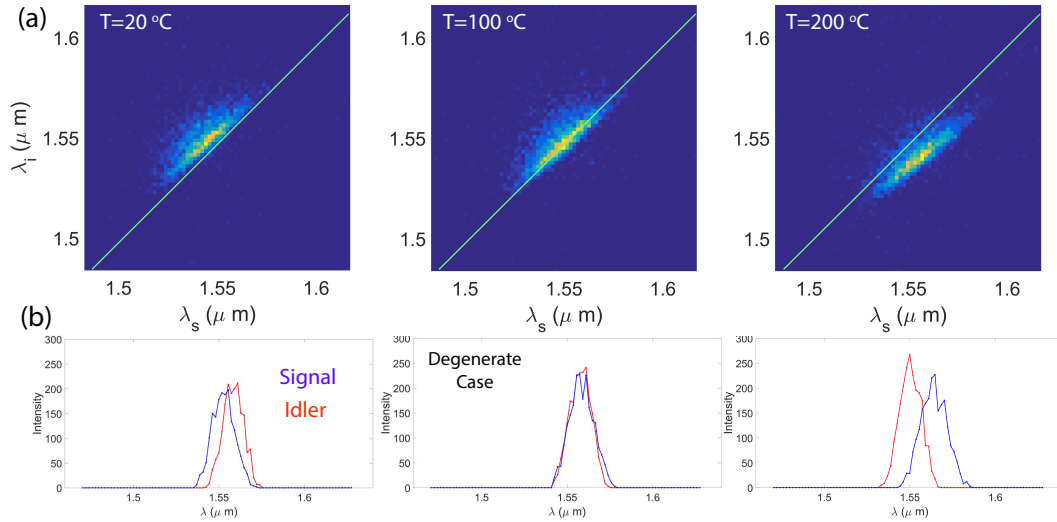 (a)
T=20 °C
T=100 °C
T=200 °C
1.6
1.55
1.5
λi (μ m)
1.5
1.55
1.6
λs (μ m)
1.6
1.55
1.5
1.5
1.55
1.6
λs (μ m)
1.6
1.55
1.5
1.5
1.55
1.6
λs (μ m)
(b)
300
250
200
150
100
50
0
Intensity
Signal
Idler
1.5
1.55
1.6
λ (μ m)
300
250
200
150
100
50
0
Intensity
Degenerate
Case
1.5
1.55
1.6
λ (μ m)
300
250
200
150
100
50
0
Intensity
1.5
1.55
1.6
λ (μ m)